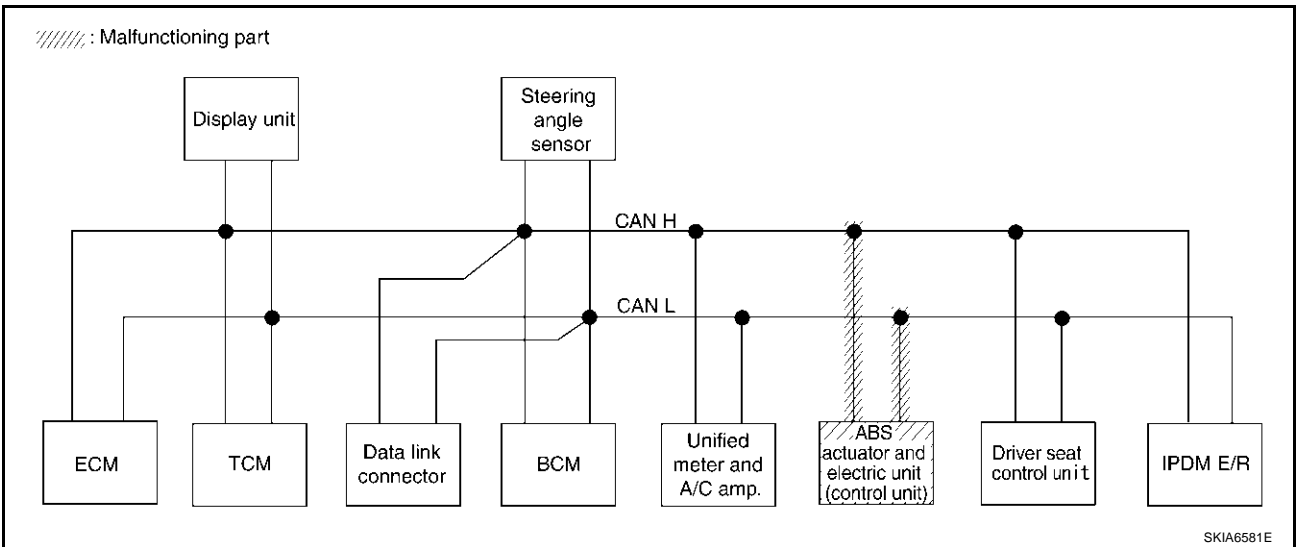 : Malfunctioning part
Display unit
Steering
angle
sensor
CAN H
CAN L
ECM
TCM
Data link
connector
BCM
Unified
meter and
A/C amp.
ABS
actuator and
electric unit
(control unit)
Driver seat
control unit
IPDM E/R
SKIA6581E